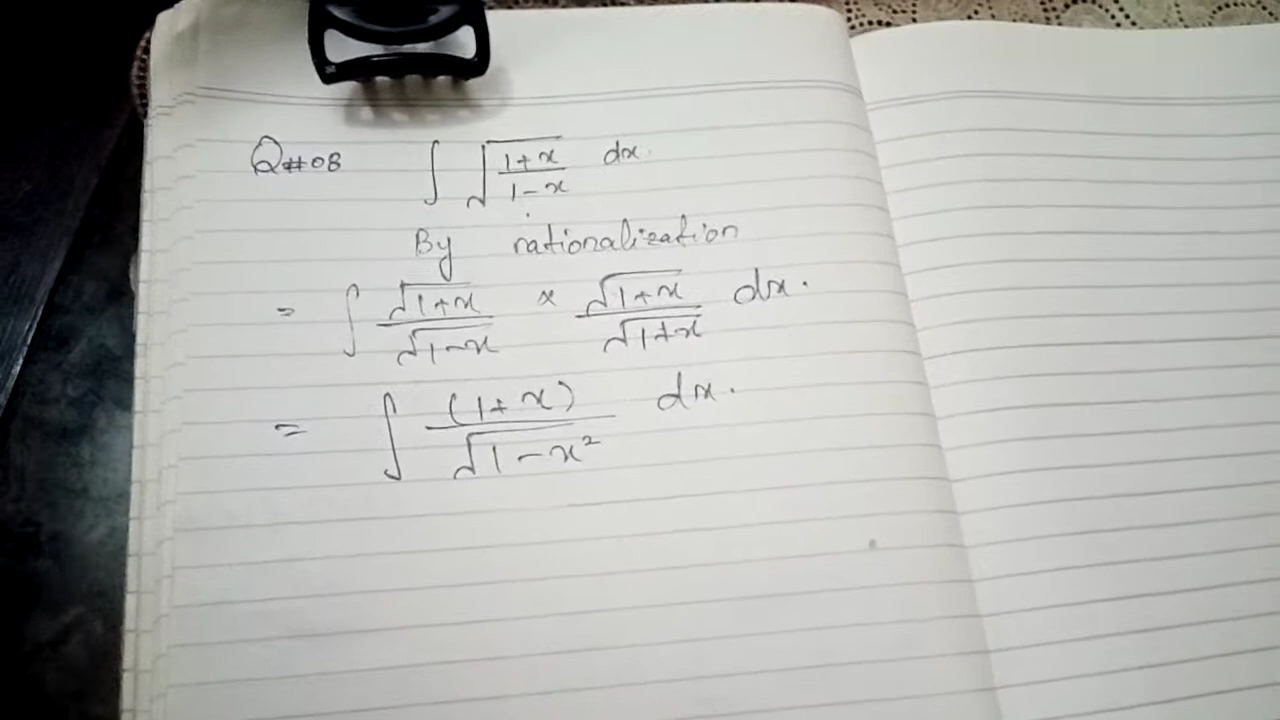 Q#08 ∫ √(1+x / 1-x) dx.
By rationalization
= ∫ √1+x / √1-x × √1+x / √1+x dx.
= ∫ (1+x) / √1-x² dx.